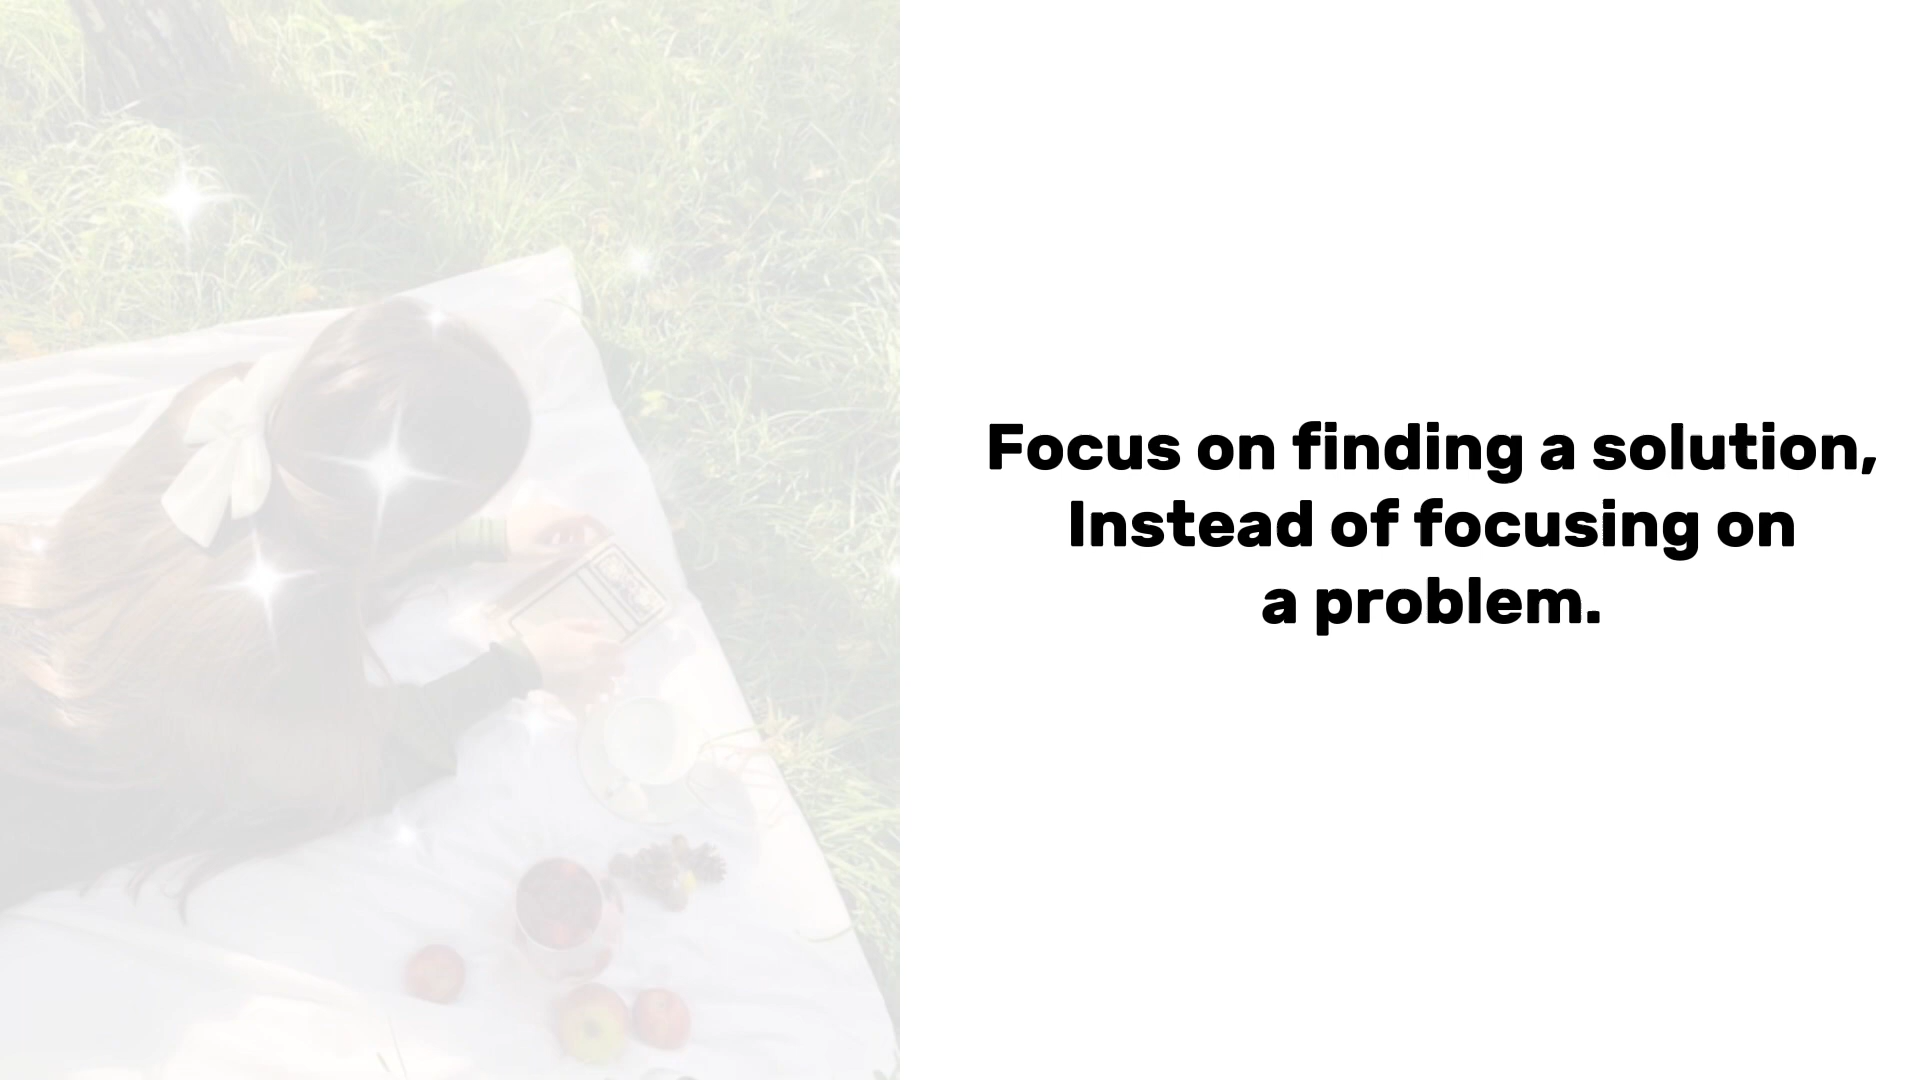 Focus on finding a solution,
Instead of focusing on
a problem.